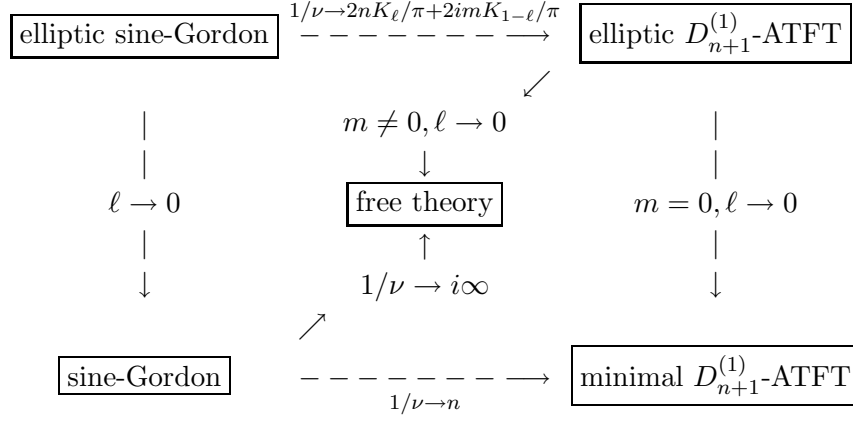 1/ν→2nK_ℓ/π+2imK_{1−ℓ}/π
elliptic sine-Gordon
elliptic D_{n+1}^{(1)}-ATFT
m ≠ 0, ℓ → 0
ℓ → 0
free theory
m = 0, ℓ → 0
1/ν → i∞
sine-Gordon
minimal D_{n+1}^{(1)}-ATFT
1/ν→n